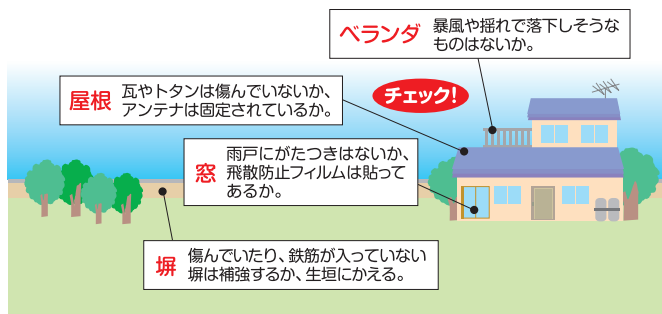 ベランダ
暴風や揺れで落下しそうな
ものはないか。
チェック!
屋根
瓦やトタンは傷んでいないか、
アンテナは固定されているか。
窓
雨戸にがたつきはないか、
飛散防止フィルムは貼って
あるか。
塀
傷んでいたり、鉄筋が入っていない
塀は補強するか、生垣にかえる。